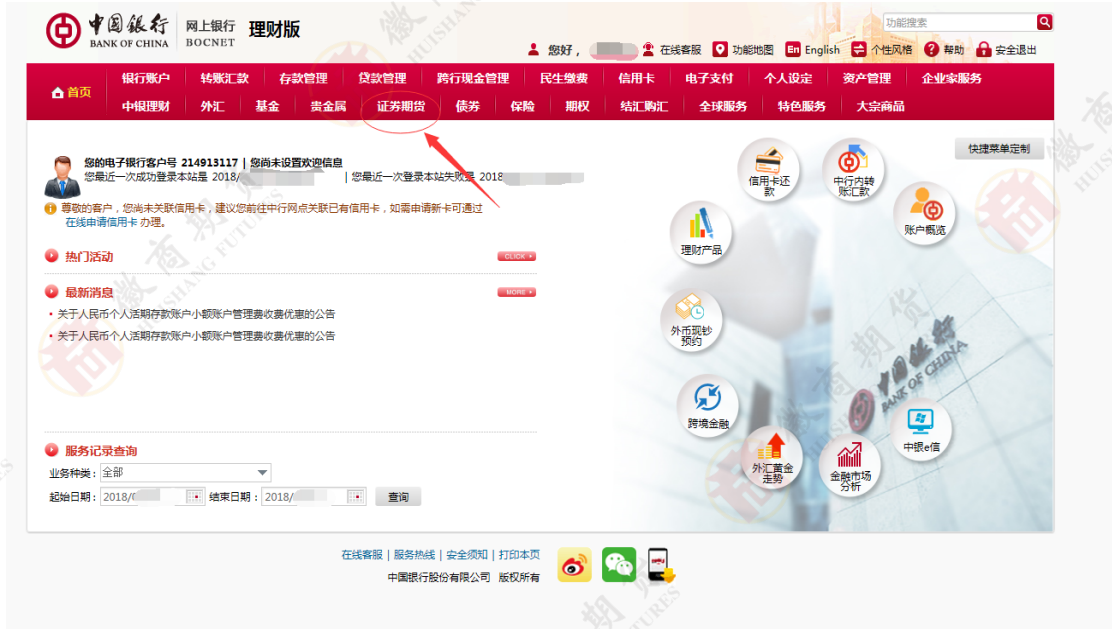 中国银行 网上银行 理财版
BANK OF CHINA BOCNET
功能搜索
您好， 在线客服 功能地图 En English 个性风格 帮助 安全退出
首页
银行账户 转账汇款 存款管理 贷款管理 跨行现金管理 民生缴费 信用卡 电子支付 个人设定 资产管理 企业家服务
中银理财 外汇 基金 贵金属 证券期货 债券 保险 期权 结汇购汇 全球服务 特色服务 大宗商品
快捷菜单定制
您的电子银行客户号 214913117 | 您尚未设置欢迎信息
您最近一次成功登录本站是 2018/ | 您最近一次登录本站失败是 2018
尊敬的客户，您尚未关联信用卡，建议您前往中行网点关联已有信用卡，如需申请新卡可通过
在线申请信用卡 办理。
热门活动 CLICK
最新消息 MORE
• 关于人民币个人活期存款账户小额账户管理费收费优惠的公告
• 关于人民币个人活期存款账户小额账户管理费收费优惠的公告
服务记录查询
业务种类： 全部
起始日期： 2018/0 结束日期： 2018/ 查询
信用卡还
款
中行内转
账汇款
账户概览
理财产品
外币现钞
预约
跨境金融
外汇黄金
走势
金融市场
分析
中银e信
中国银行
BANK OF CHINA
在线客服 | 服务热线 | 安全须知 | 打印本页
中国银行股份有限公司 版权所有
徽商期货
HUISHANG FUTURES